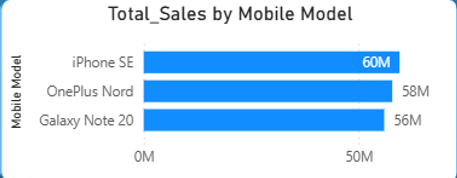 Total_Sales by Mobile Model
Mobile Model
iPhone SE
60M
OnePlus Nord
58M
Galaxy Note 20
56M
0M
50M